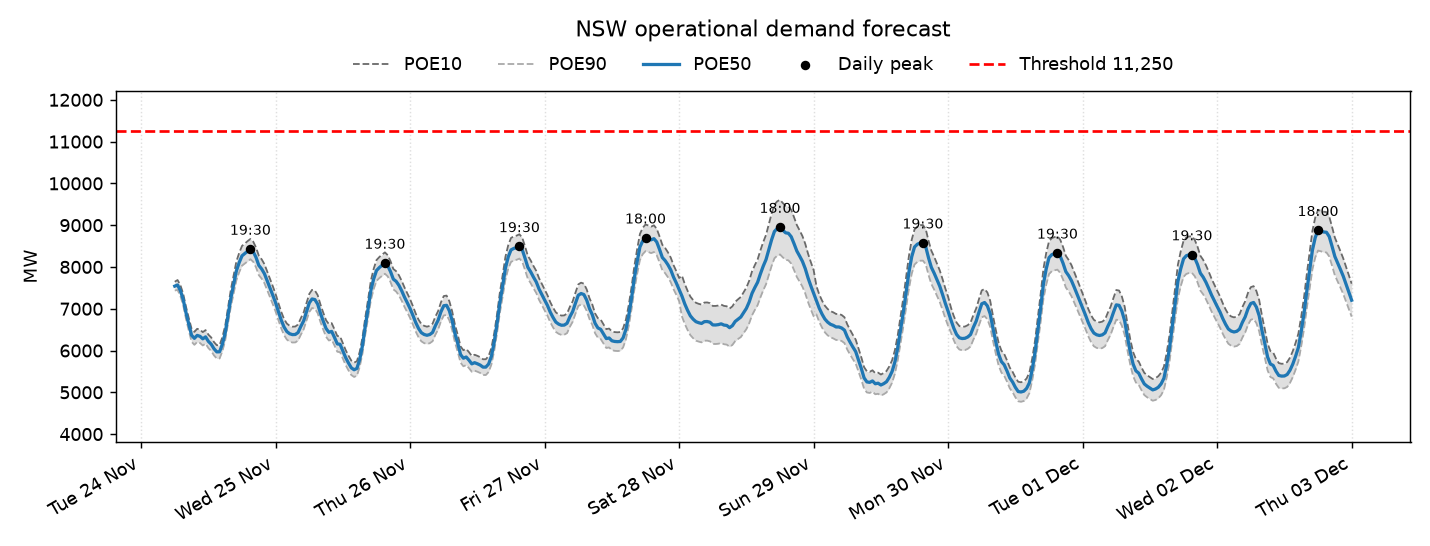 NSW operational demand forecast
POE10 POE90 POE50 Daily peak Threshold 11,250
12000
11000
10000
9000
8000
7000
6000
5000
4000
MW
19:30
19:30
19:30
18:00
18:00
19:30
19:30
19:30
18:00
Tue 24 Nov
Wed 25 Nov
Thu 26 Nov
Fri 27 Nov
Sat 28 Nov
Sun 29 Nov
Mon 30 Nov
Tue 01 Dec
Wed 02 Dec
Thu 03 Dec